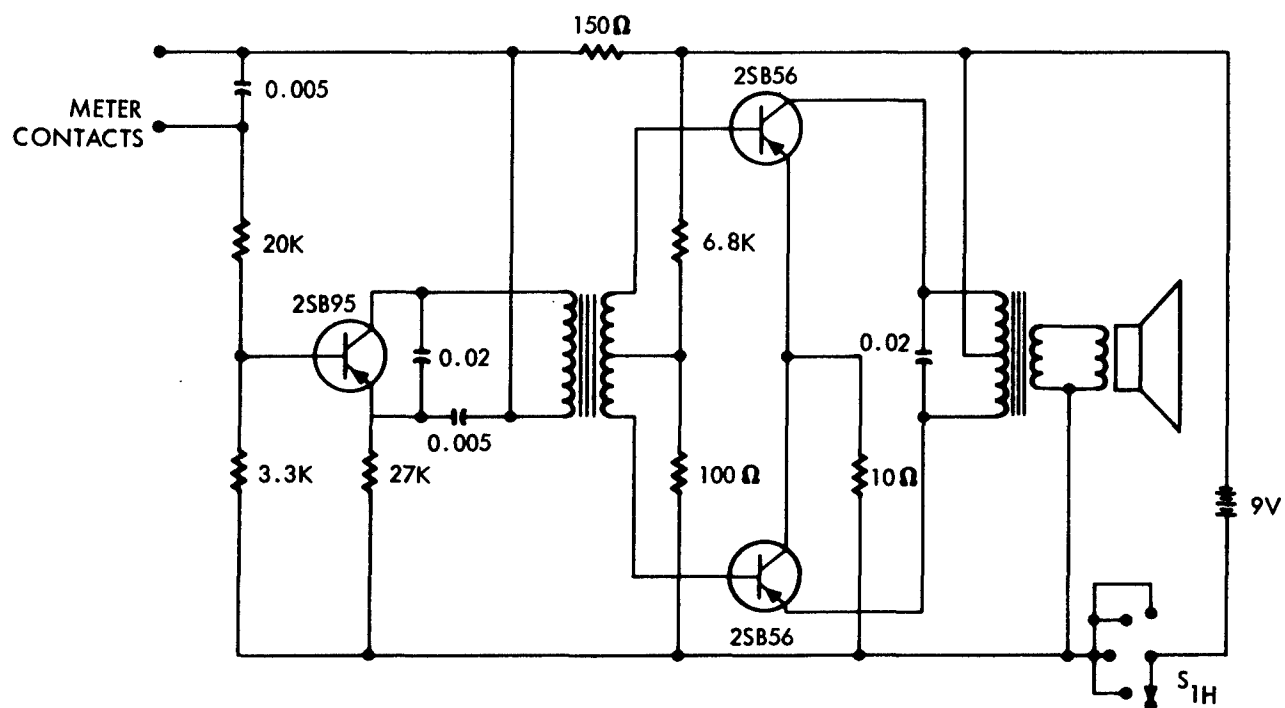 150Ω
2SB56
0.005
METER
CONTACTS
20K
6.8K
2SB95
0.02
0.02
0.005
3.3K
27K
100Ω
10Ω
9V
2SB56
S1H